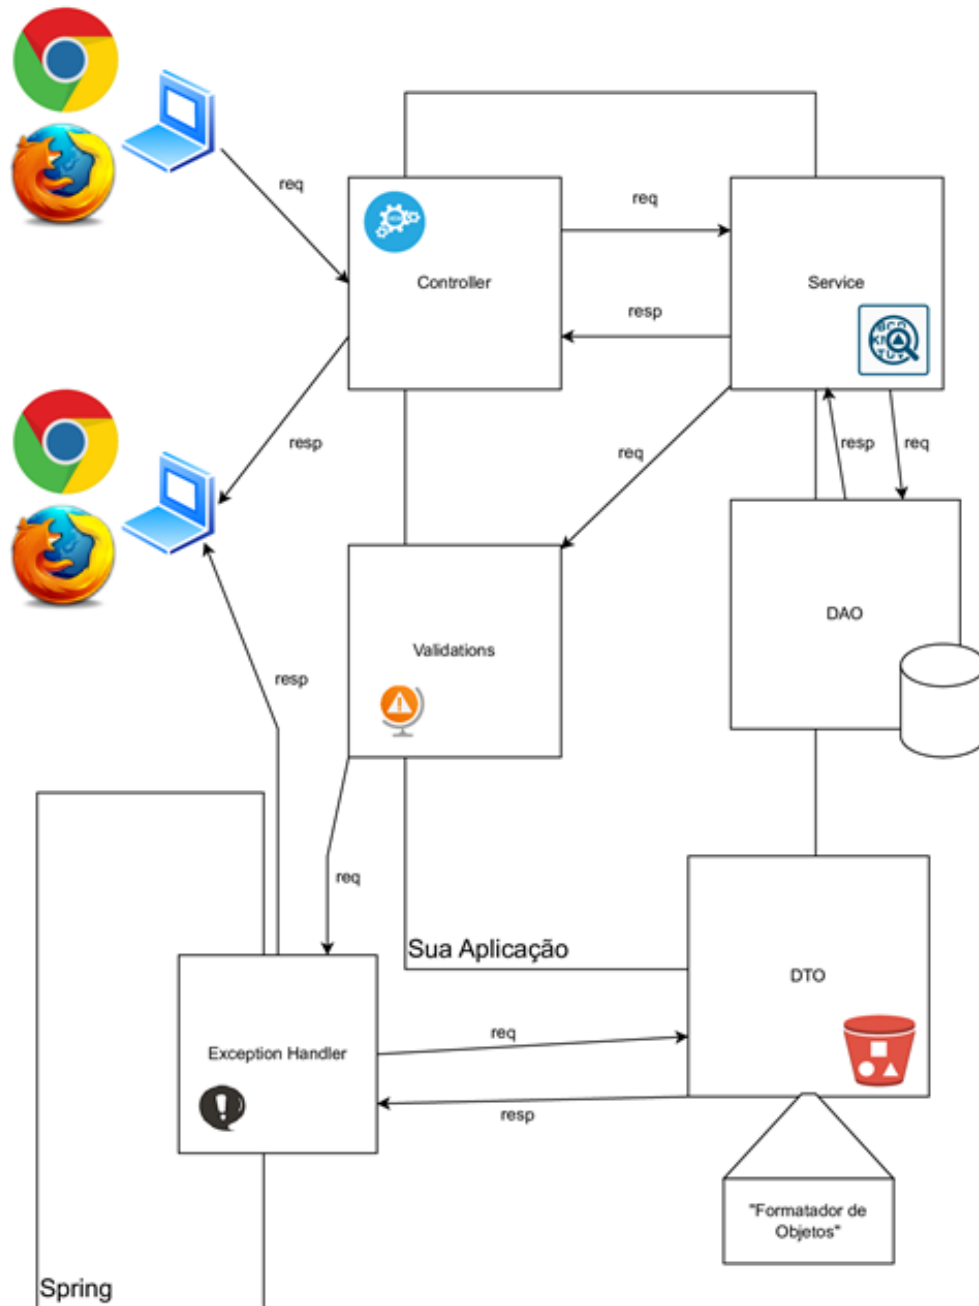 req
req
Controller
Service
resp
resp
req
resp
req
Validations
DAO
resp
req
Sua Aplicação
DTO
req
Exception Handler
resp
"Formatador de
Objetos"
Spring